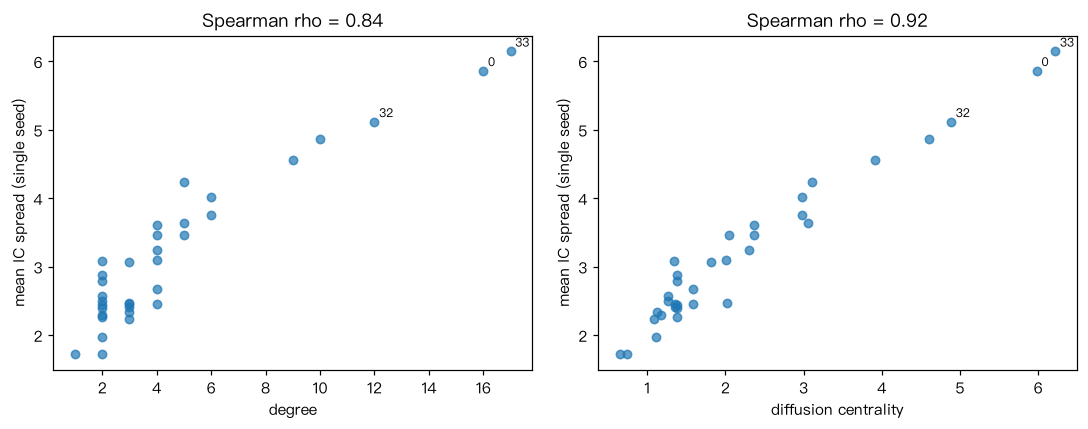 Spearman rho = 0.84
mean IC spread (single seed)
6
5
4
3
2
33
0
32
2 4 6 8 10 12 14 16
degree
Spearman rho = 0.92
mean IC spread (single seed)
6
5
4
3
2
33
0
32
1 2 3 4 5 6
diffusion centrality